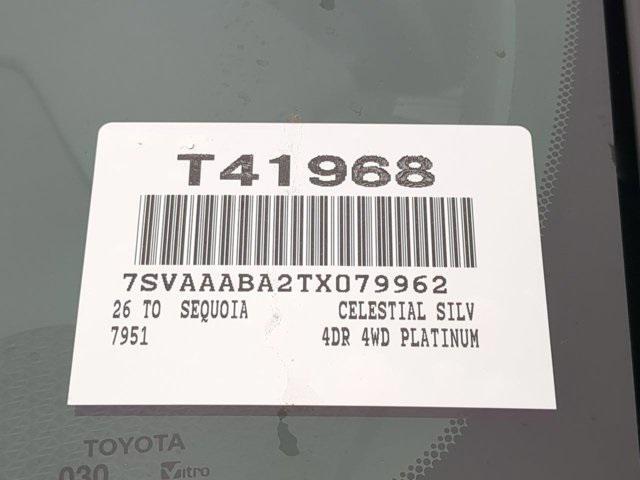 T41968
7SVAAABA2TX079962
26 TO SEQUOIA CELESTIAL SILV
7951 4DR 4WD PLATINUM
TOYOTA
030 Vitro